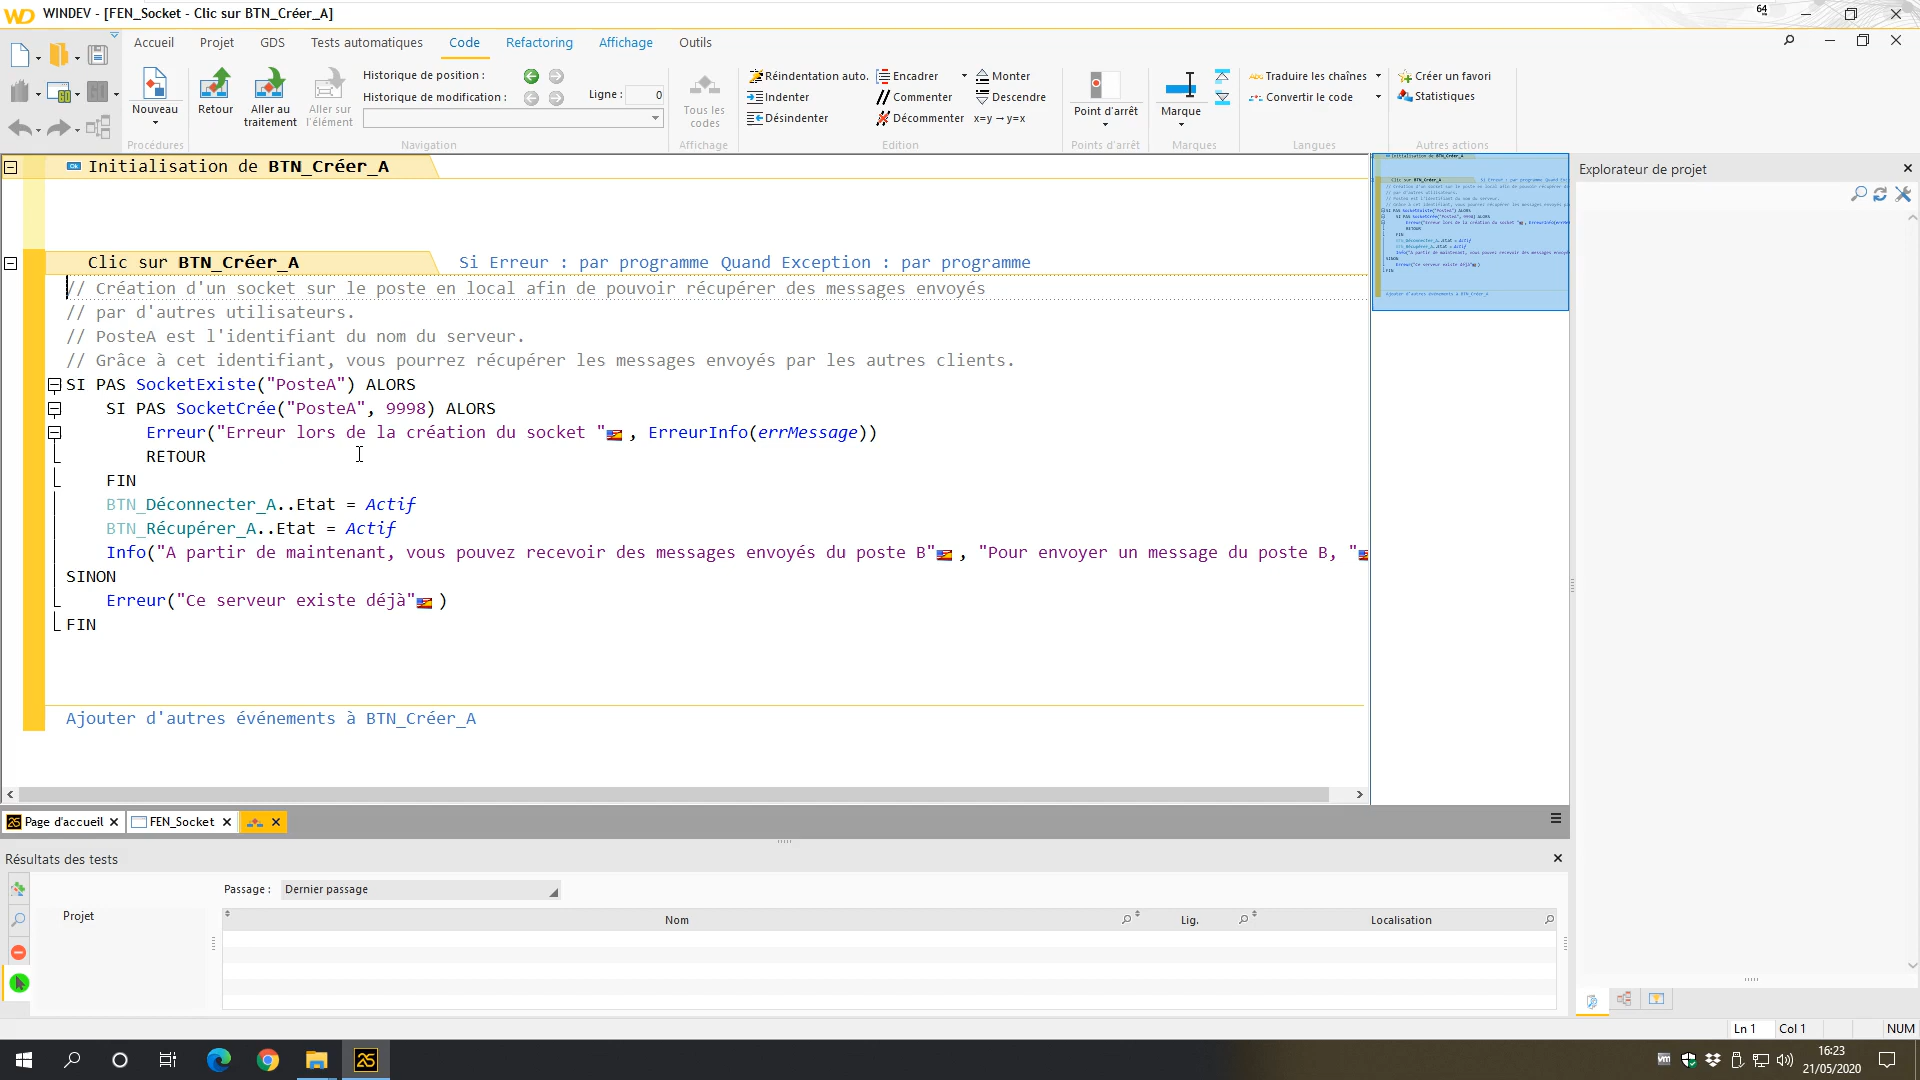 WINDEV - [FEN_Socket - Clic sur BTN_Créer_A]
64
Accueil Projet GDS Tests automatiques Code Refactoring Affichage Outils
Nouveau
Procédures
Retour
Aller au traitement
Aller sur l'élément
Historique de position :
Historique de modification :
Ligne : 0
Navigation
Tous les codes
Affichage
Réindentation auto.
Indenter
Désindenter
Encadrer
Commenter
Décommenter
Monter
Descendre
x=y→y=x
Edition
Point d'arrêt
Points d'arrêt
Marque
Marques
Traduire les chaînes
Convertir le code
Langues
Créer un favori
Statistiques
Autres actions
Initialisation de BTN_Créer_A
Clic sur BTN_Créer_A Si Erreur : par programme Quand Exception : par programme
// Création d'un socket sur le poste en local afin de pouvoir récupérer des messages envoyés
// par d'autres utilisateurs.
// PosteA est l'identifiant du nom du serveur.
// Grâce à cet identifiant, vous pourrez récupérer les messages envoyés par les autres clients.
SI PAS SocketExiste("PosteA") ALORS
SI PAS SocketCrée("PosteA", 9998) ALORS
Erreur("Erreur lors de la création du socket " , ErreurInfo(errMessage))
RETOUR
FIN
BTN_Déconnecter_A..Etat = Actif
BTN_Récupérer_A..Etat = Actif
Info("A partir de maintenant, vous pouvez recevoir des messages envoyés du poste B" , "Pour envoyer un message du poste B, "
SINON
Erreur("Ce serveur existe déjà" )
FIN
Ajouter d'autres événements à BTN_Créer_A
Explorateur de projet
Page d'accueil
FEN_Socket
Résultats des tests
Passage : Dernier passage
Projet
Nom Lig. Localisation
Ln 1 Col 1 NUM
25
vm
16:23
21/05/2020